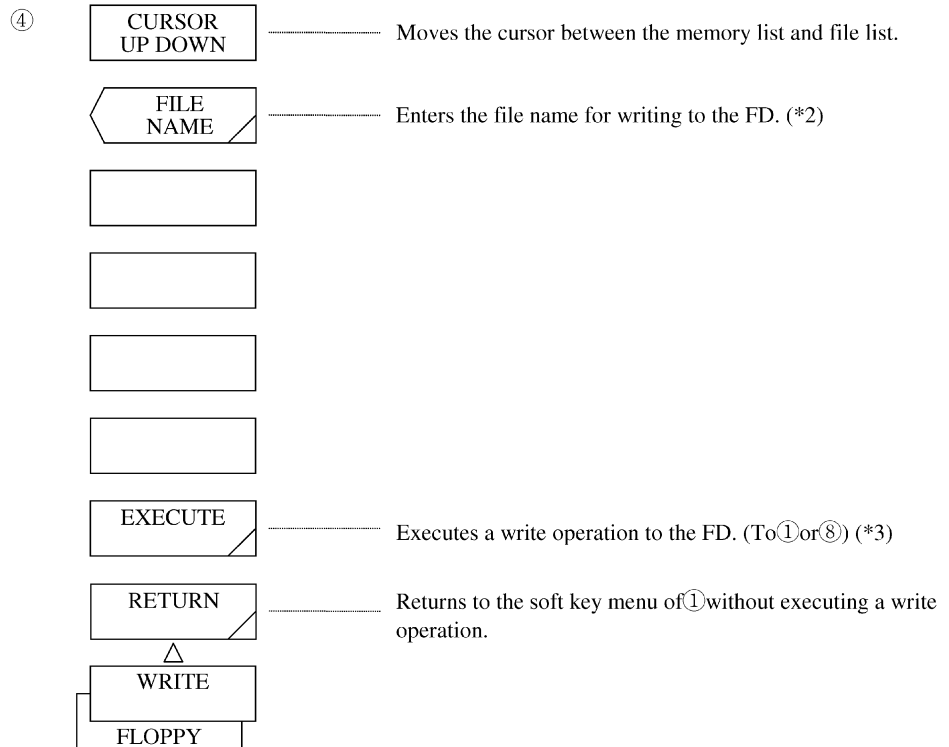 ④
CURSOR
UP DOWN
Moves the cursor between the memory list and file list.
FILE
NAME
Enters the file name for writing to the FD. (*2)
EXECUTE
Executes a write operation to the FD. (To①or⑧) (*3)
RETURN
Returns to the soft key menu of①without executing a write
operation.
WRITE
FLOPPY